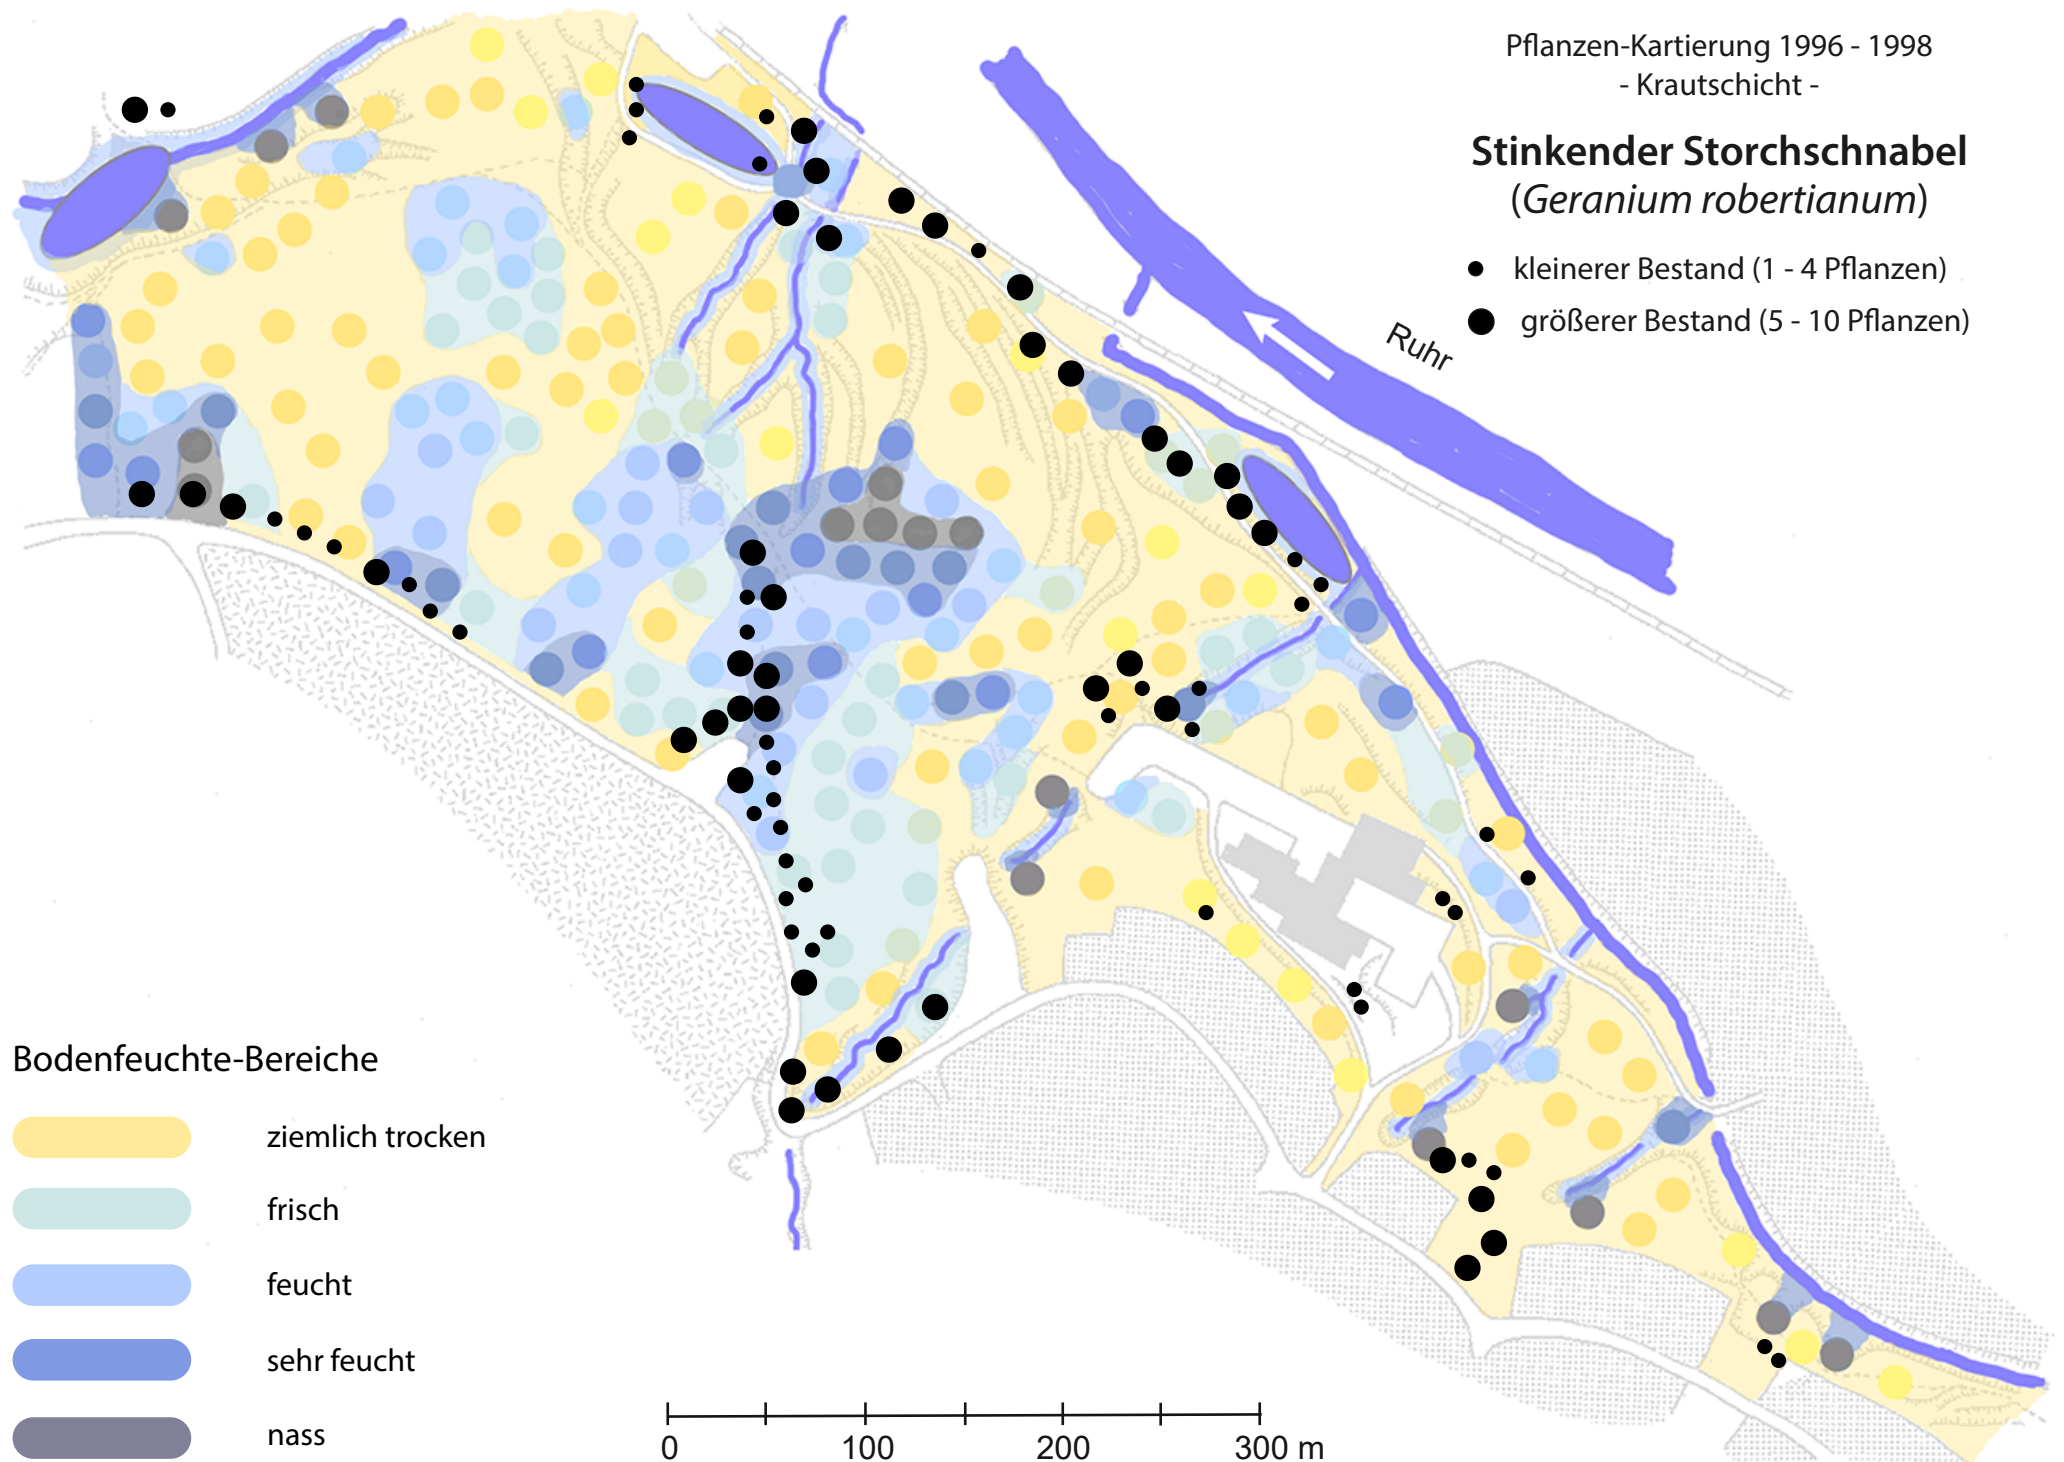 Pflanzen-Kartierung 1996 - 1998
- Krautschicht -
Stinkender Storchschnabel
(Geranium robertianum)
kleinerer Bestand (1 - 4 Pflanzen)
größerer Bestand (5 - 10 Pflanzen)
Ruhr
Bodenfeuchte-Bereiche
ziemlich trocken
frisch
feucht
sehr feucht
nass
0 100 200 300 m